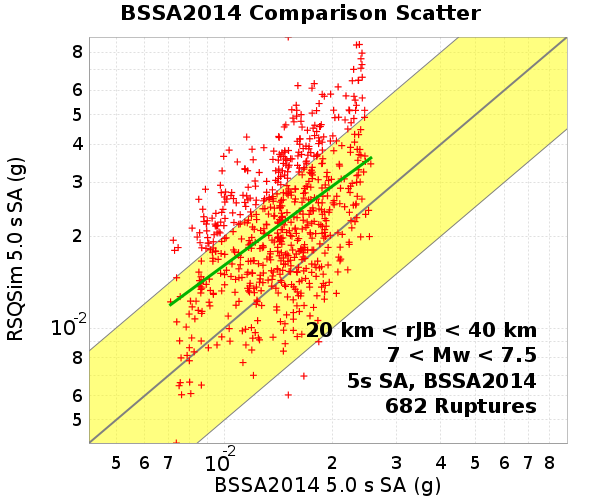 BSSA2014 Comparison Scatter
8
6
5
4
3
2
10-2
8
6
5
RSQSim 5.0 s SA (g)
20 km < rJB < 40 km
7 < Mw < 7.5
5s SA, BSSA2014
682 Ruptures
5 6 7 10-2 2 3 4 5 6 7 8
BSSA2014 5.0 s SA (g)